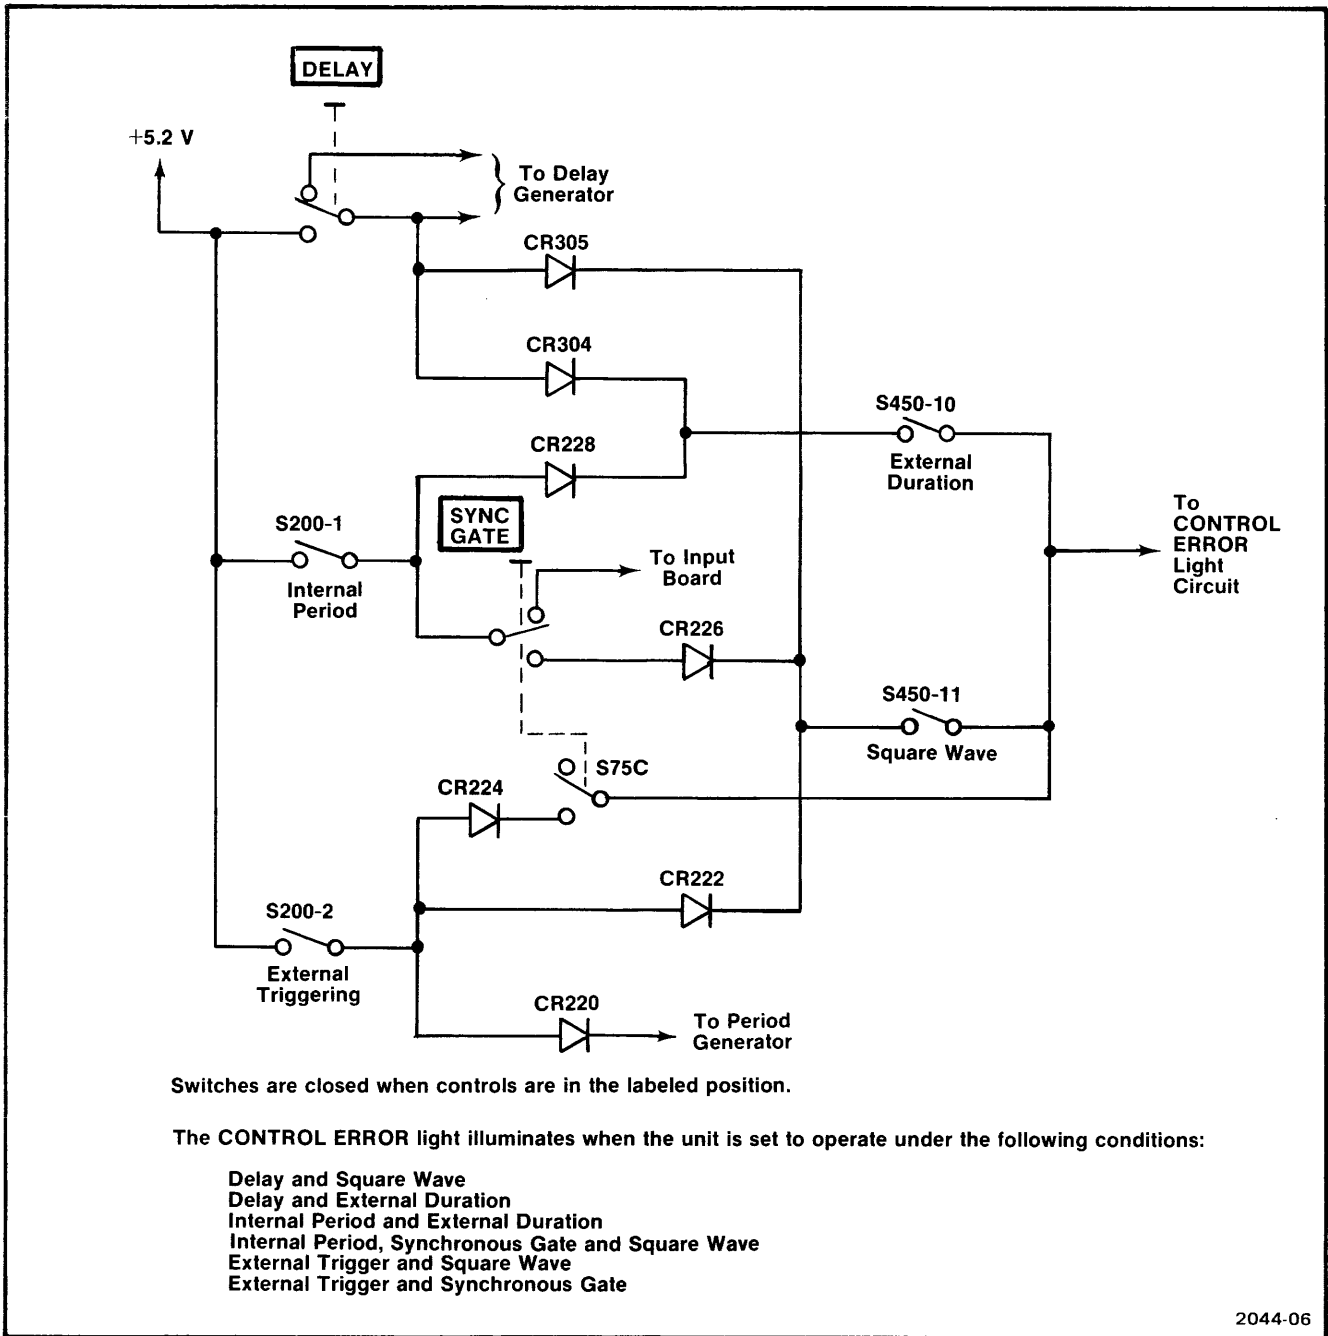 DELAY
+5.2 V
To Delay
Generator
CR305
CR304
S450-10
External
Duration
CR228
SYNC
GATE
S200-1
Internal
Period
To Input
Board
To
CONTROL
ERROR
Light
Circuit
CR226
S450-11
Square Wave
S75C
CR224
CR222
S200-2
External
Triggering
CR220
To Period
Generator
Switches are closed when controls are in the labeled position.
The CONTROL ERROR light illuminates when the unit is set to operate under the following conditions:
Delay and Square Wave
Delay and External Duration
Internal Period and External Duration
Internal Period, Synchronous Gate and Square Wave
External Trigger and Square Wave
External Trigger and Synchronous Gate
2044-06